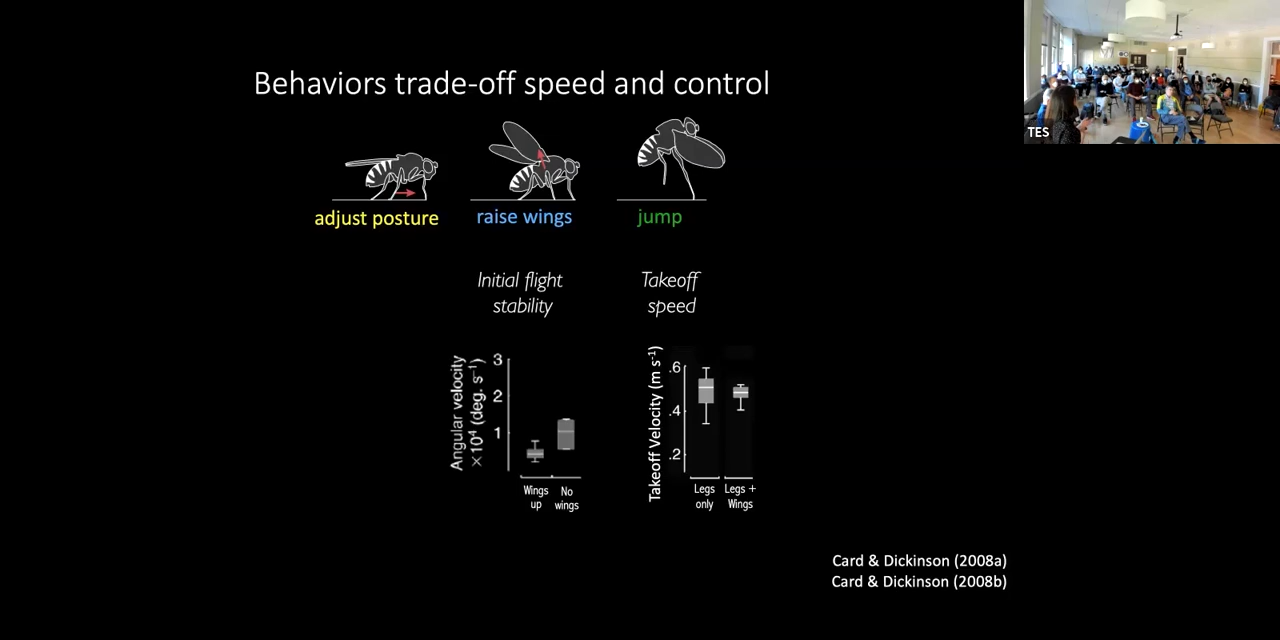 Behaviors trade-off speed and control
TES
adjust posture
raise wings
jump
Initial flight
stability
Takeoff
speed
Angular velocity
×10⁴ (deg. s⁻¹)
3
2
1
Wings
up
No
wings
Takeoff Velocity (m s⁻¹)
.6
.4
.2
Legs
only
Legs +
Wings
Card & Dickinson (2008a)
Card & Dickinson (2008b)